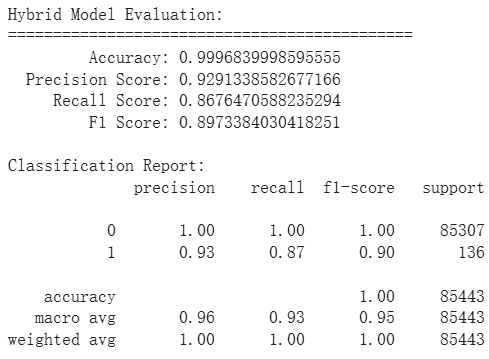 Hybrid Model Evaluation:
=============================================
Accuracy: 0.9996839998595555
Precision Score: 0.9291338582677166
Recall Score: 0.8676470588235294
F1 Score: 0.8973384030418251
Classification Report:
precision recall f1-score support
0 1.00 1.00 1.00 85307
1 0.93 0.87 0.90 136
accuracy 1.00 85443
macro avg 0.96 0.93 0.95 85443
weighted avg 1.00 1.00 1.00 85443